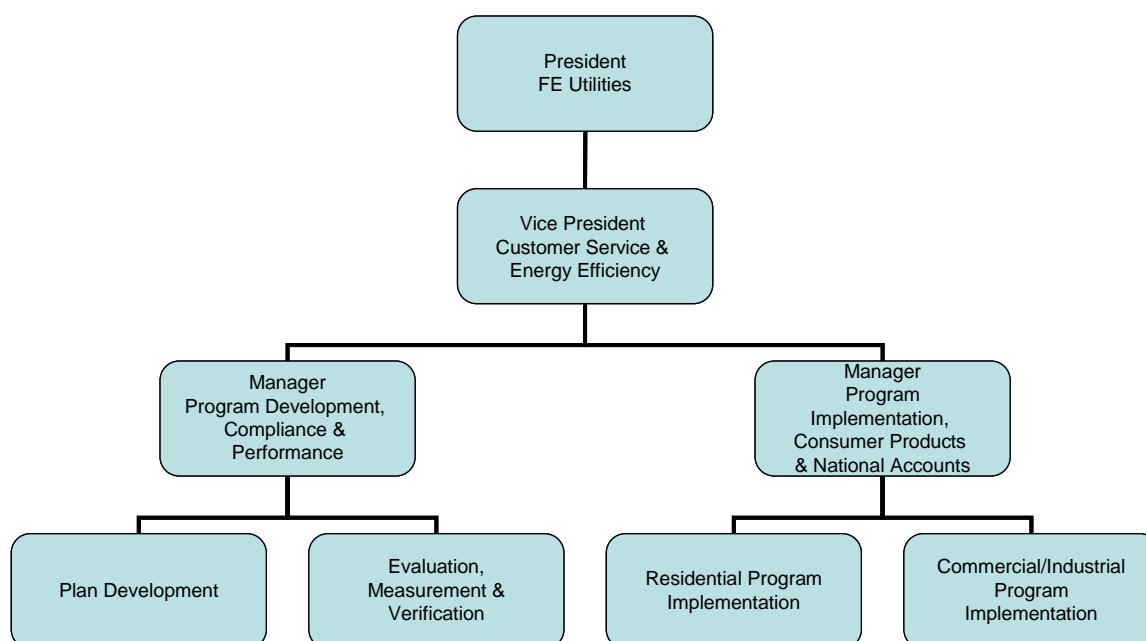 President
FE Utilities
Vice President
Customer Service &
Energy Efficiency
Manager
Program Development,
Compliance &
Performance
Manager
Program
Implementation,
Consumer Products
& National Accounts
Plan Development
Evaluation,
Measurement &
Verification
Residential Program
Implementation
Commercial/Industrial
Program
Implementation